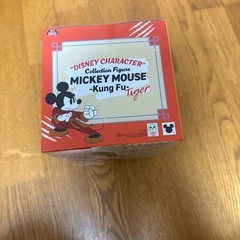 "DISNEY CHARACTER"
Collection Figure
MICKEY MOUSE
-Kung Fu-
Tiger